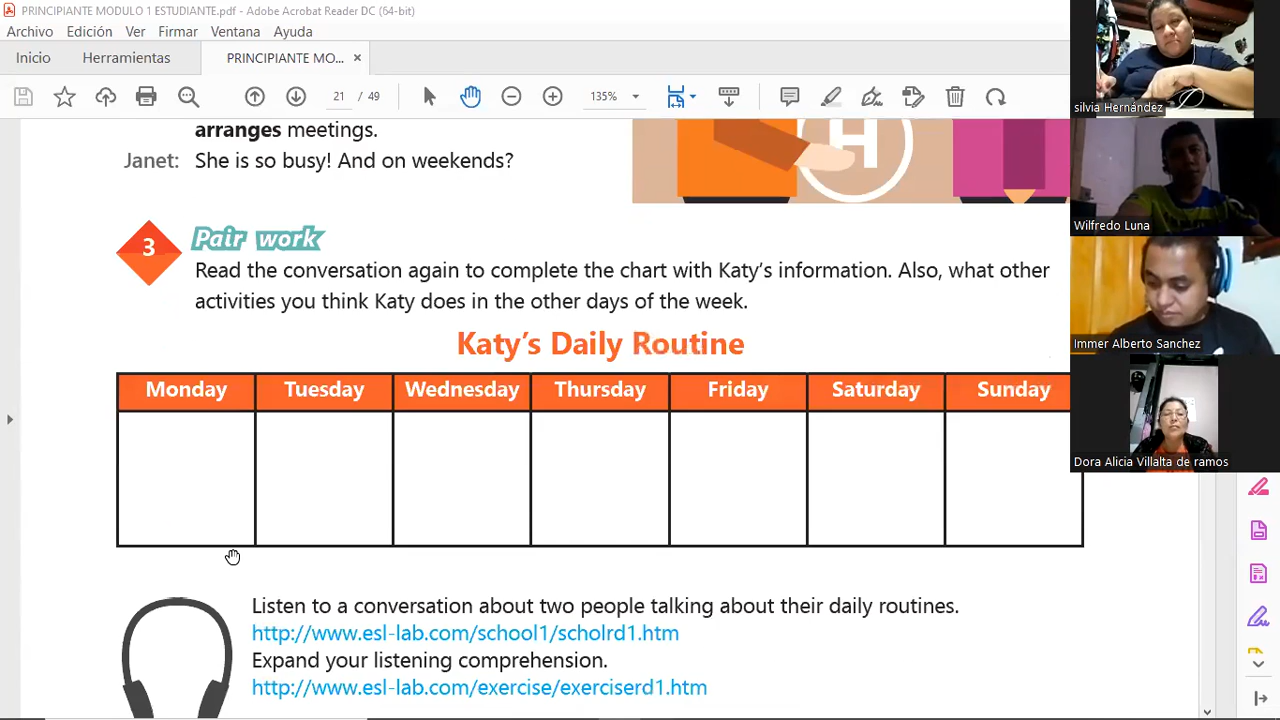 PRINCIPIANTE MODULO 1 ESTUDIANTE.pdf - Adobe Acrobat Reader DC (64-bit)
Archivo Edición Ver Firmar Ventana Ayuda
Inicio Herramientas PRINCIPIANTE MO... ×
21 / 49 135%
arranges meetings.
Janet: She is so busy! And on weekends?
H
3 Pair work
Read the conversation again to complete the chart with Katy's information. Also, what other
activities you think Katy does in the other days of the week.
Katy's Daily Routine
Monday Tuesday Wednesday Thursday Friday Saturday Sunday
Listen to a conversation about two people talking about their daily routines.
http://www.esl-lab.com/school1/scholrd1.htm
Expand your listening comprehension.
http://www.esl-lab.com/exercise/exerciserd1.htm
silvia Hernández
Wilfredo Luna
Immer Alberto Sanchez
Dora Alicia Villalta de ramos